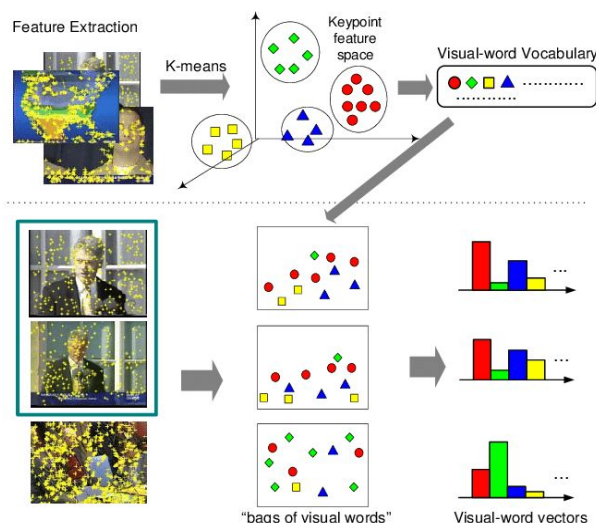 Feature Extraction
K-means
Keypoint
feature
space
Visual-word Vocabulary
............
............
...
...
...
"bags of visual words"
Visual-word vectors